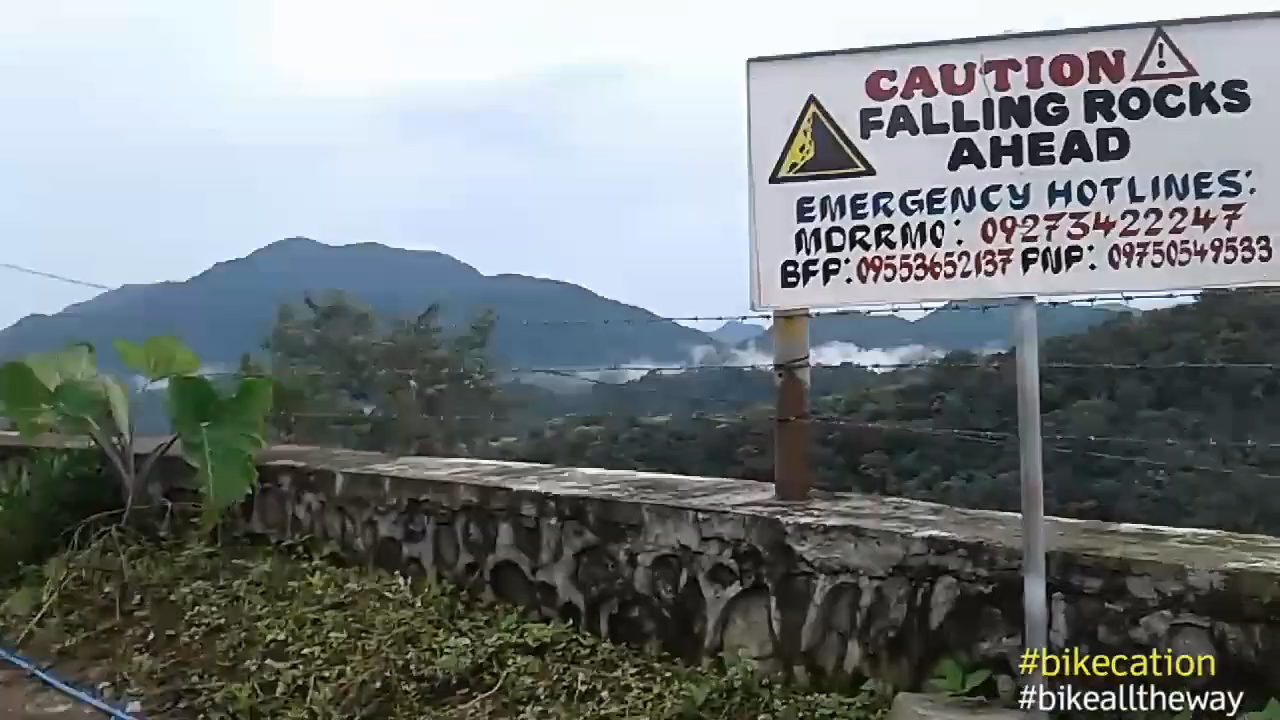 CAUTION
FALLING ROCKS
AHEAD
EMERGENCY HOTLINES:
MDRRMO: 09273422247
BFP: 09553652137 PNP: 09750549533
#bikecation
#bikealltheway